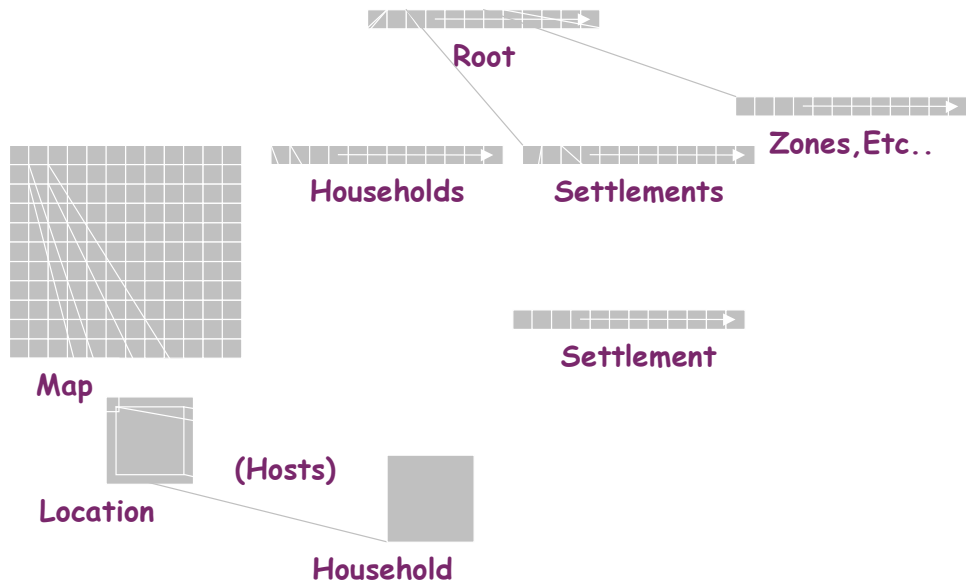 Root
Zones,Etc..
Households
Settlements
Settlement
Map
(Hosts)
Location
Household